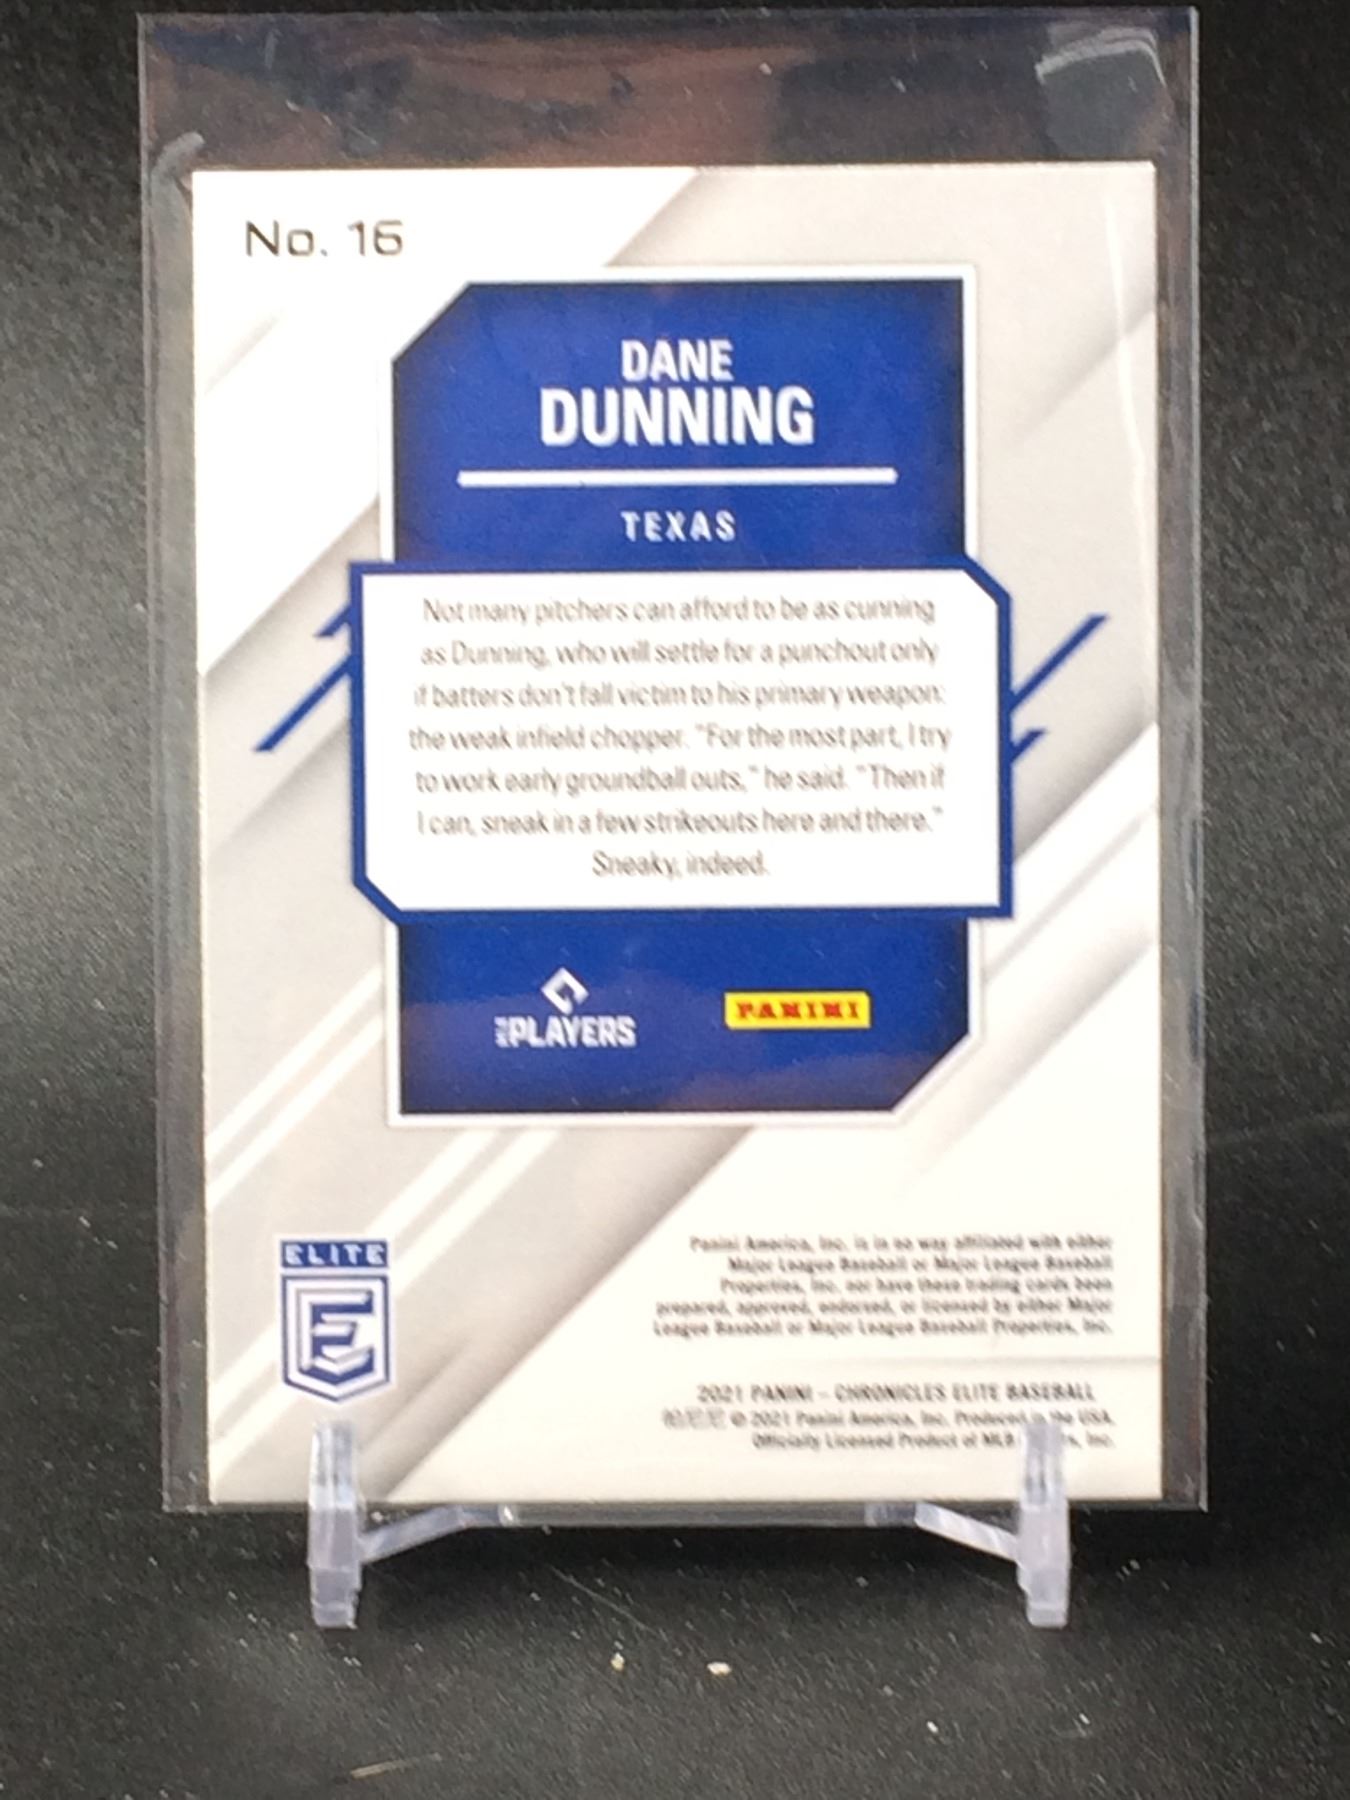 No. 16
DANE
DUNNING
TEXAS
Not many pitchers can afford to be as cunning
as Dunning, who will settle for a punchout only
if batters don't fall victim to his primary weapon:
the weak infield chopper. "For the most part, I try
to work early groundball outs," he said. "Then if
I can, sneak in a few strikeouts here and there."
Sneaky, indeed.
PLAYERS
PANINI
ELITE
E
Panini America, Inc. is in no way affiliated with either
Major League Baseball or Major League Baseball
Properties, Inc. nor have these trading cards been
prepared, approved, endorsed, or licensed by either Major
League Baseball or Major League Baseball Properties, Inc.
2021 PANINI – CHRONICLES ELITE BASEBALL
© 2021 Panini America, Inc. Produced in the USA.
Officially Licensed Product of MLB Inc.